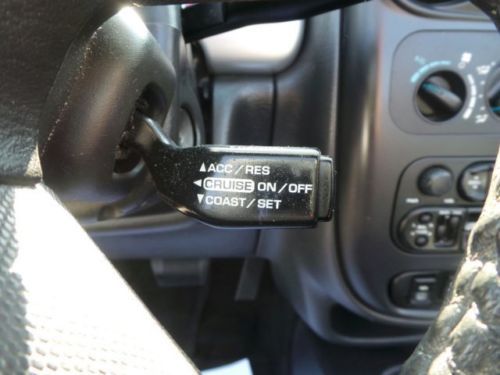 ▲ACC/RES
◄CRUISE ON/OFF
▼COAST/SET